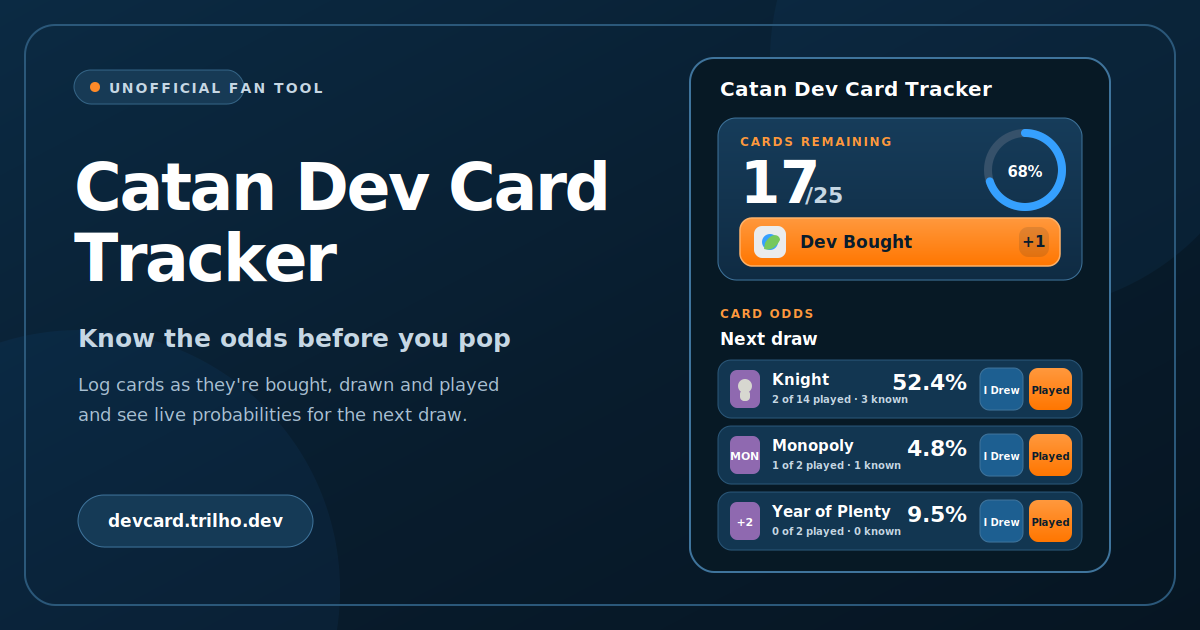 UNOFFICIAL FAN TOOL
Catan Dev Card
Tracker
Know the odds before you pop
Log cards as they're bought, drawn and played
and see live probabilities for the next draw.
devcard.trilho.dev
Catan Dev Card Tracker
CARDS REMAINING
17/25
68%
Dev Bought
+1
CARD ODDS
Next draw
Knight
52.4%
2 of 14 played · 3 known
I Drew
Played
MON
Monopoly
4.8%
1 of 2 played · 1 known
I Drew
Played
+2
Year of Plenty
9.5%
0 of 2 played · 0 known
I Drew
Played